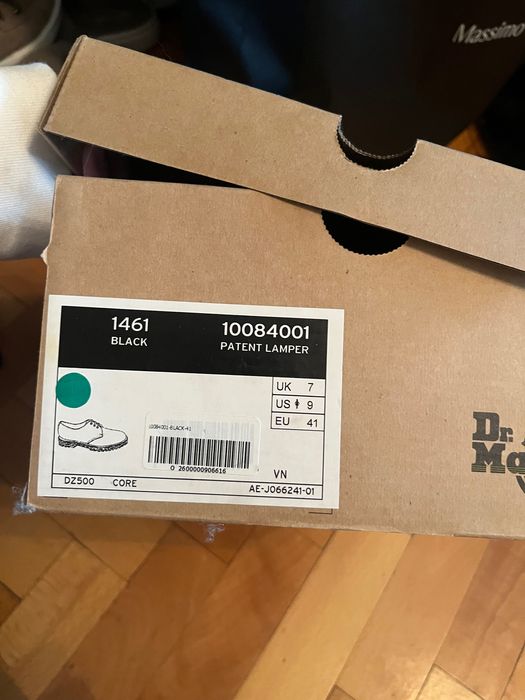 Massimo
1461
BLACK
10084001
PATENT LAMPER
UK 7
US 9
EU 41
10084001-BLACK-41
0 2600000906616
VN
DZ500 CORE
AE-J066241-01
Dr.
Ma